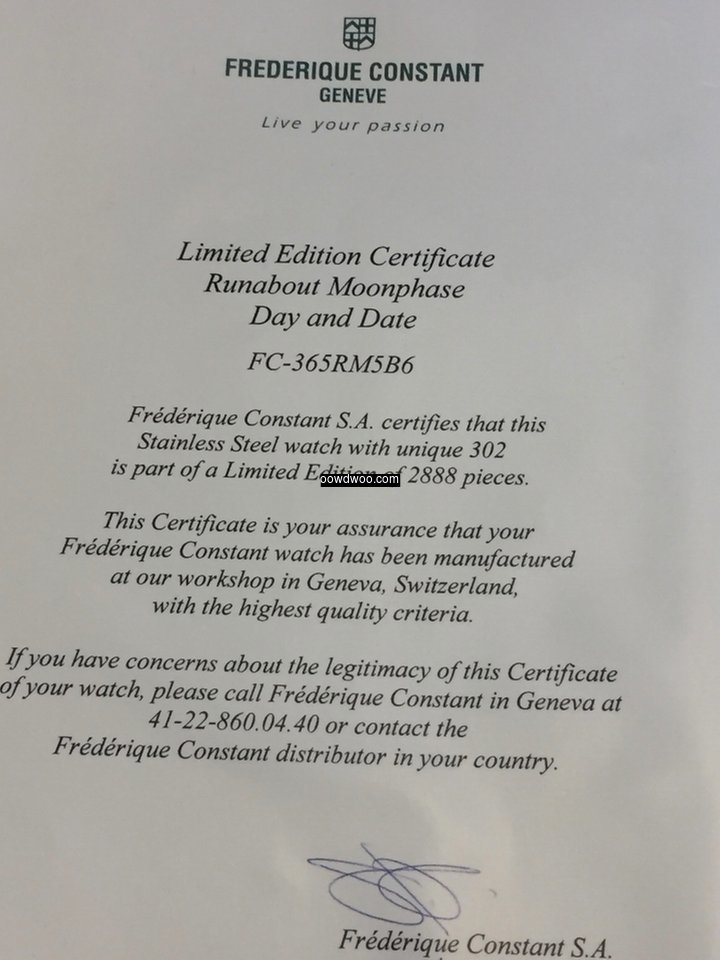 FREDERIQUE CONSTANT
GENEVE
Live your passion
Limited Edition Certificate
Runabout Moonphase
Day and Date
FC-365RM5B6
Frédérique Constant S.A. certifies that this
Stainless Steel watch with unique 302
is part of a Limited Edition of 2888 pieces.
oowdwoo.com
This Certificate is your assurance that your
Frédérique Constant watch has been manufactured
at our workshop in Geneva, Switzerland,
with the highest quality criteria.
If you have concerns about the legitimacy of this Certificate
of your watch, please call Frédérique Constant in Geneva at
41-22-860.04.40 or contact the
Frédérique Constant distributor in your country.
Frédérique Constant S.A.